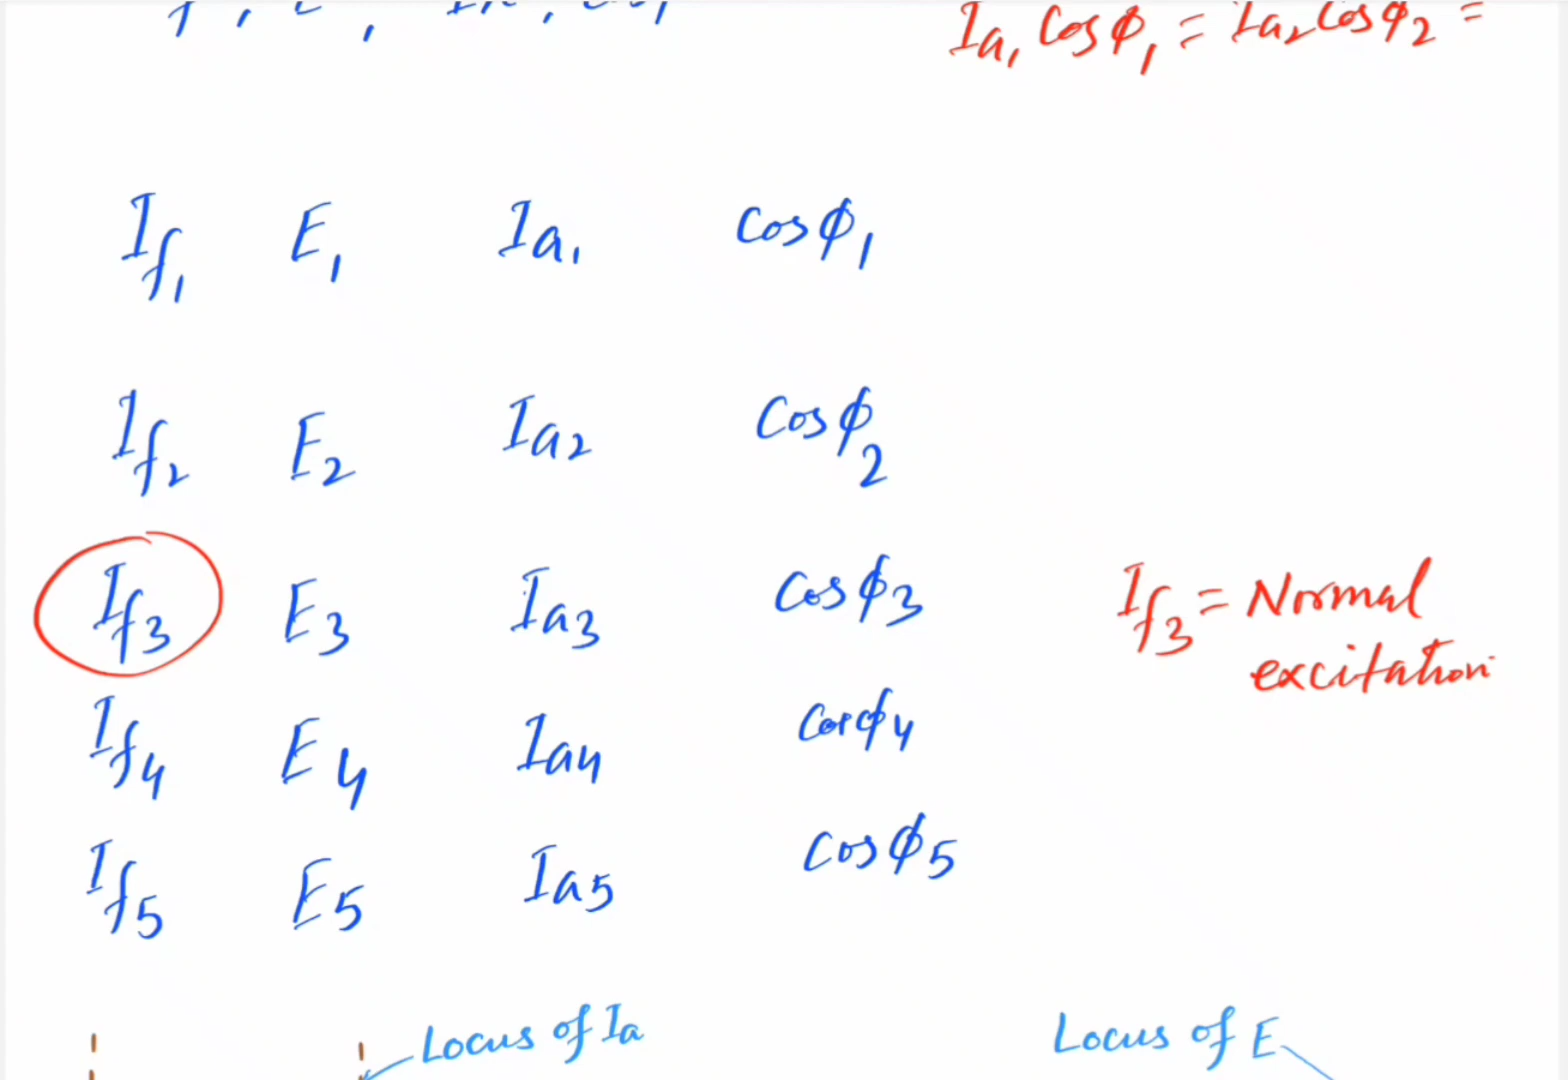 Ia₁ Cosφ₁ = Ia₂ Cosφ₂ =
If₁ E₁ Ia₁ Cosφ₁
If₂ E₂ Ia₂ Cosφ₂
If₃ E₃ Ia₃ Cosφ₃
If₃ = Normal
excitation
If₄ E₄ Ia₄ Cosφ₄
If₅ E₅ Ia₅ Cosφ₅
Locus of Ia
Locus of E